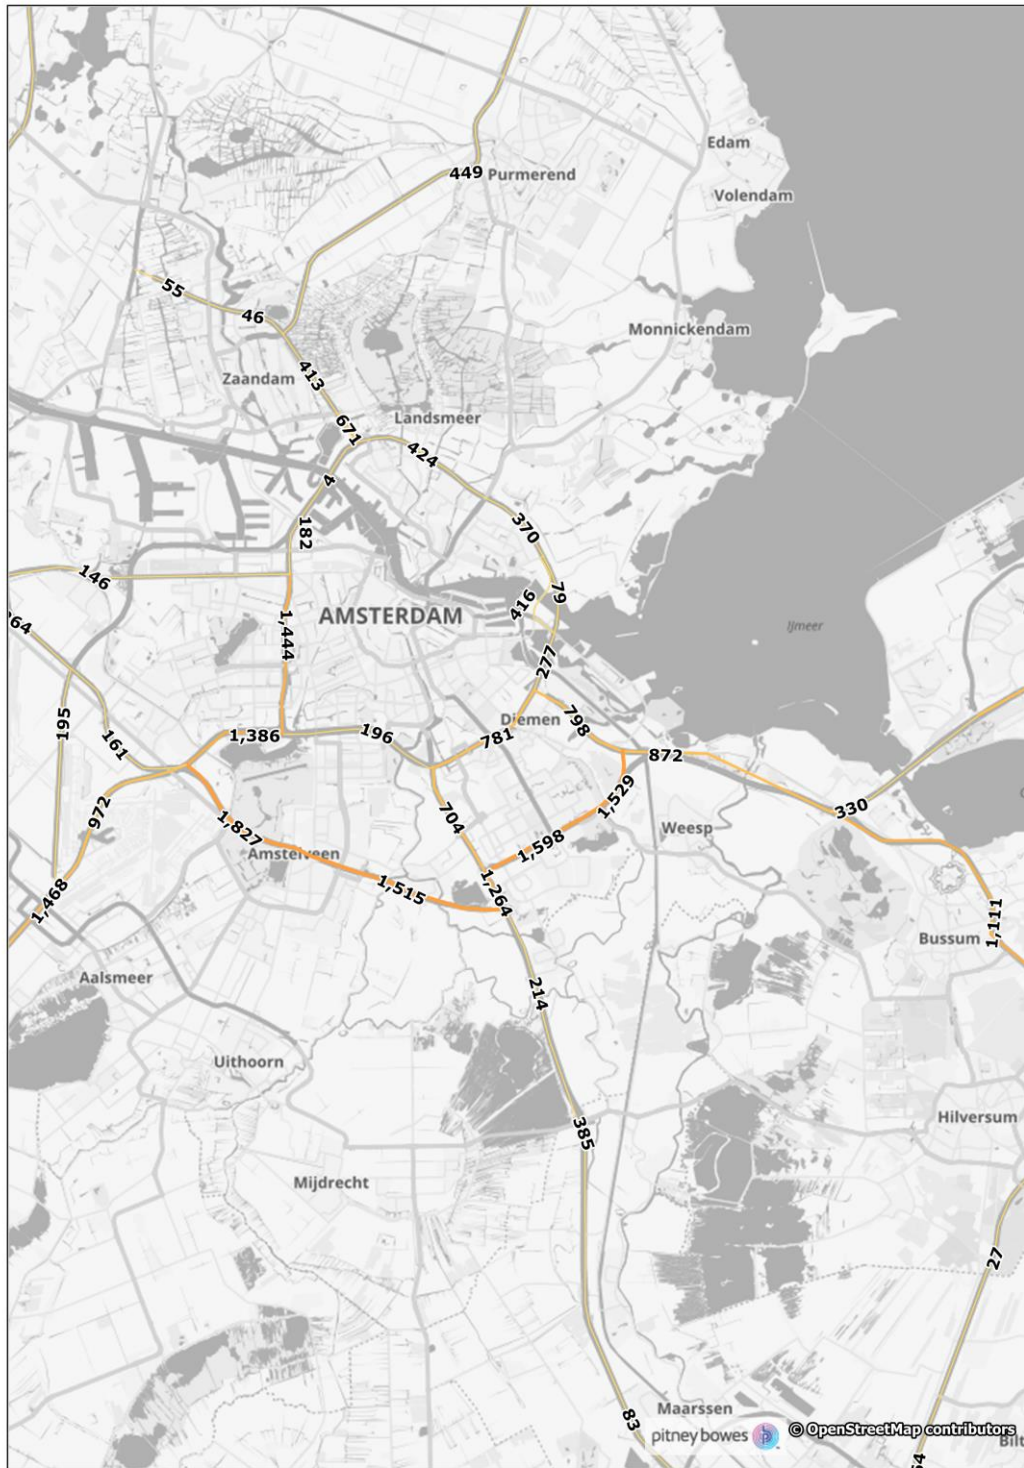 Edam
449
Purmerend
Volendam
55
46
Monnickendam
413
Zaandam
671
Landsmeer
424
4
182
370
146
79
416
AMSTERDAM
IJmeer
1,444
277
195
161
1,386
196
781
Diemen
798
872
972
1,529
330
704
Weesp
1,827
1,598
Amstelveen
1,515
1,264
1,468
1,111
Bussum
Aalsmeer
214
Uithoorn
Hilversum
385
Mijdrecht
27
Maarssen
83
pitney bowes
© OpenStreetMap contributors